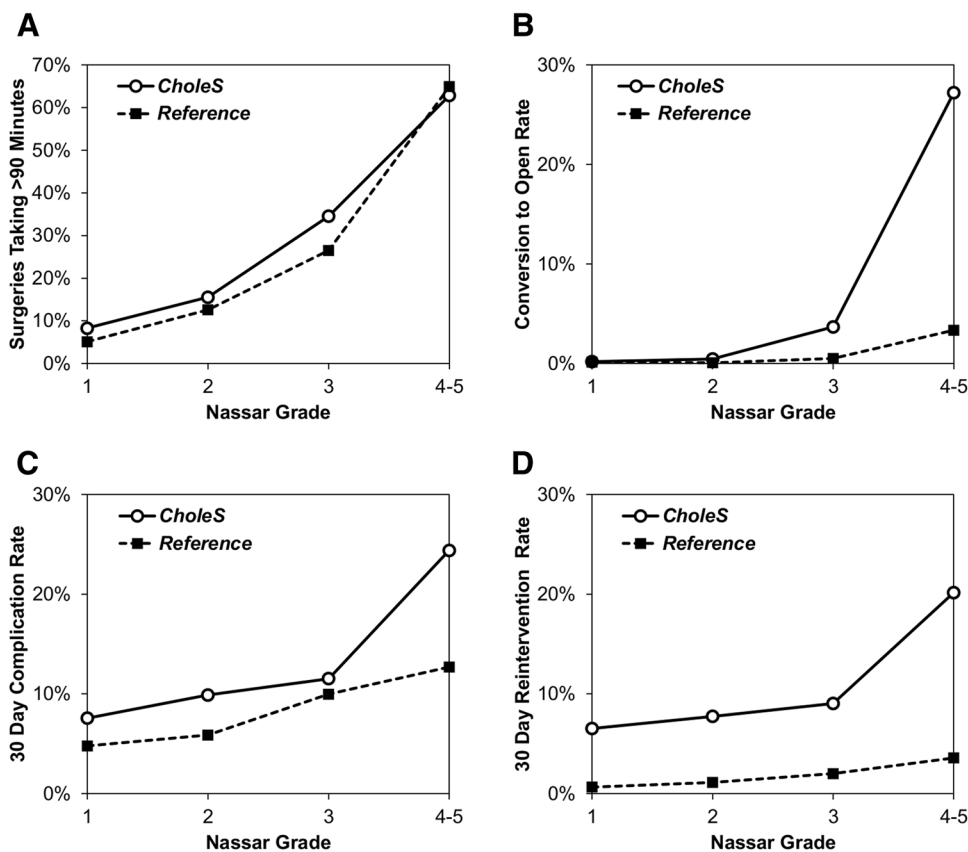 A
Surgeries Taking >90 Minutes
70%
60%
50%
40%
30%
20%
10%
0%
CholeS
Reference
1 2 3 4-5
Nassar Grade
B
Conversion to Open Rate
30%
20%
10%
0%
CholeS
Reference
1 2 3 4-5
Nassar Grade
C
30 Day Complication Rate
30%
20%
10%
0%
CholeS
Reference
1 2 3 4-5
Nassar Grade
D
30 Day Reintervention Rate
30%
20%
10%
0%
CholeS
Reference
1 2 3 4-5
Nassar Grade